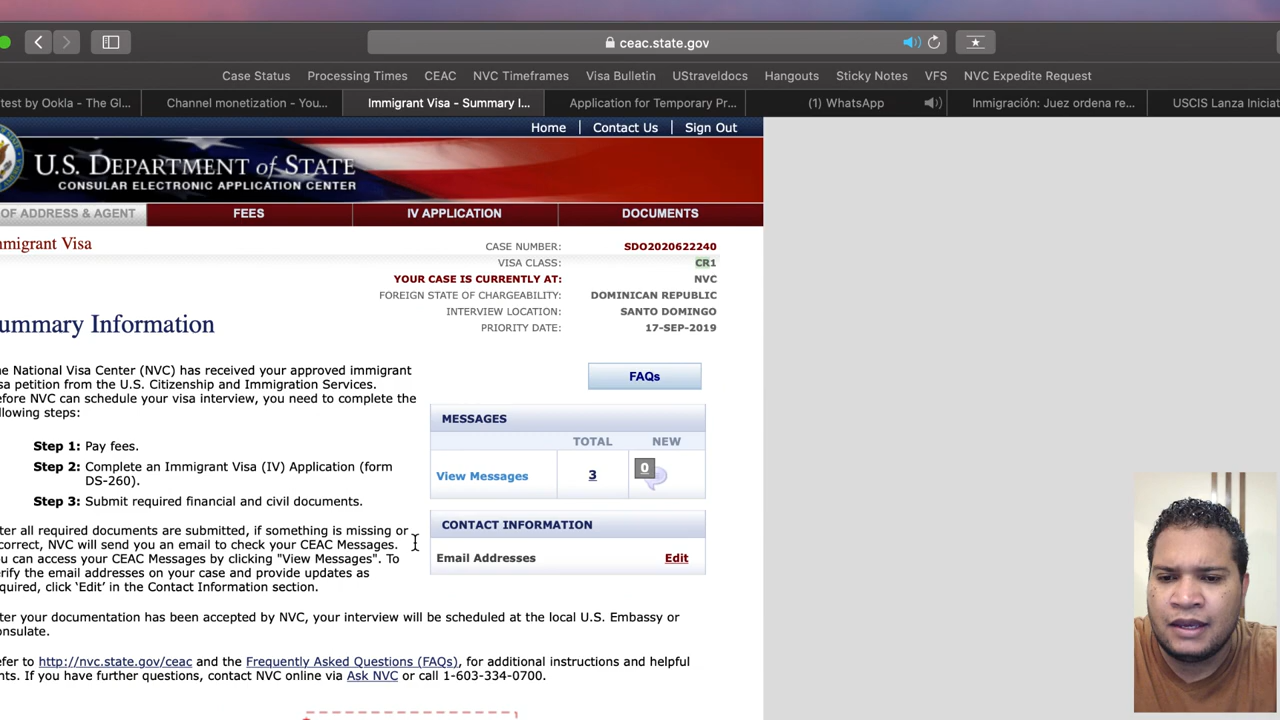 ceac.state.gov
Case Status Processing Times CEAC NVC Timeframes Visa Bulletin UStraveldocs Hangouts Sticky Notes VFS NVC Expedite Request
test by Ookla - The Gl... Channel monetization - You... Immigrant Visa - Summary I... Application for Temporary Pr... (1) WhatsApp Inmigración: Juez ordena re... USCIS Lanza Iniciat
Home Contact Us Sign Out
U.S. DEPARTMENT of STATE
CONSULAR ELECTRONIC APPLICATION CENTER
OF ADDRESS & AGENT FEES IV APPLICATION DOCUMENTS
mmigrant Visa
CASE NUMBER: SDO2020622240
VISA CLASS: CR1
YOUR CASE IS CURRENTLY AT: NVC
FOREIGN STATE OF CHARGEABILITY: DOMINICAN REPUBLIC
INTERVIEW LOCATION: SANTO DOMINGO
PRIORITY DATE: 17-SEP-2019
ummary Information
he National Visa Center (NVC) has received your approved immigrant
sa petition from the U.S. Citizenship and Immigration Services.
efore NVC can schedule your visa interview, you need to complete the
llowing steps:
Step 1: Pay fees.
Step 2: Complete an Immigrant Visa (IV) Application (form
DS-260).
Step 3: Submit required financial and civil documents.
ter all required documents are submitted, if something is missing or
correct, NVC will send you an email to check your CEAC Messages.
ou can access your CEAC Messages by clicking "View Messages". To
erify the email addresses on your case and provide updates as
quired, click 'Edit' in the Contact Information section.
FAQs
MESSAGES
TOTAL NEW
View Messages 3 0
CONTACT INFORMATION
Email Addresses Edit
ter your documentation has been accepted by NVC, your interview will be scheduled at the local U.S. Embassy or
onsulate.
efer to http://nvc.state.gov/ceac and the Frequently Asked Questions (FAQs), for additional instructions and helpful
nts. If you have further questions, contact NVC online via Ask NVC or call 1-603-334-0700.